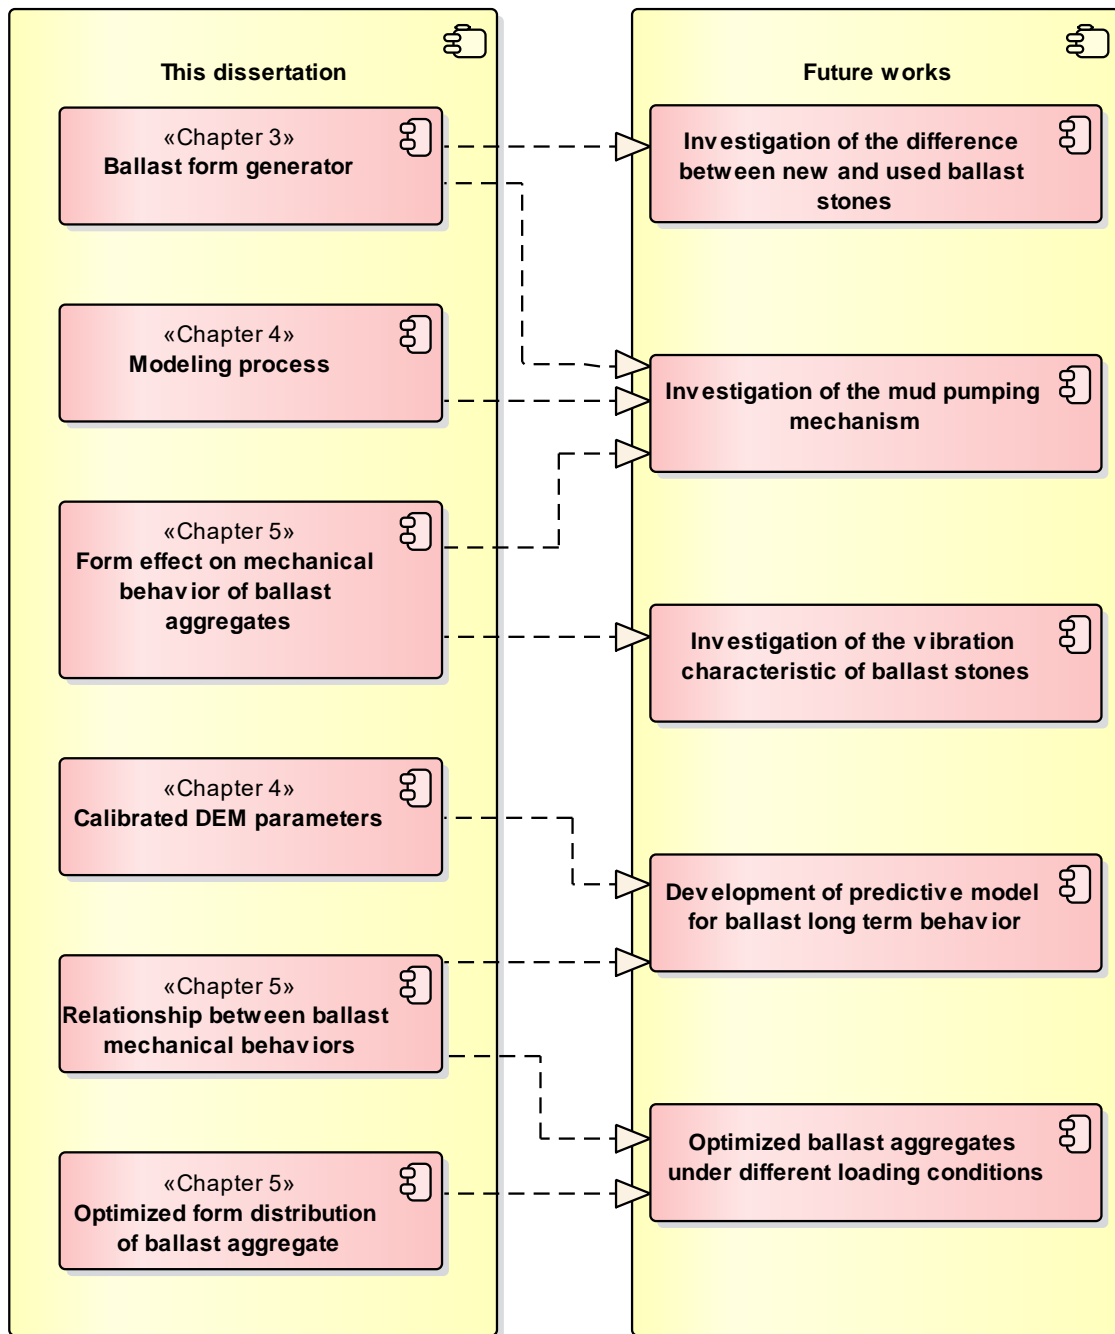 This dissertation
«Chapter 3»
Ballast form generator
«Chapter 4»
Modeling process
«Chapter 5»
Form effect on mechanical
behavior of ballast
aggregates
«Chapter 4»
Calibrated DEM parameters
«Chapter 5»
Relationship between ballast
mechanical behaviors
«Chapter 5»
Optimized form distribution
of ballast aggregate
Future works
Investigation of the difference
between new and used ballast
stones
Investigation of the mud pumping
mechanism
Investigation of the vibration
characteristic of ballast stones
Development of predictive model
for ballast long term behavior
Optimized ballast aggregates
under different loading conditions